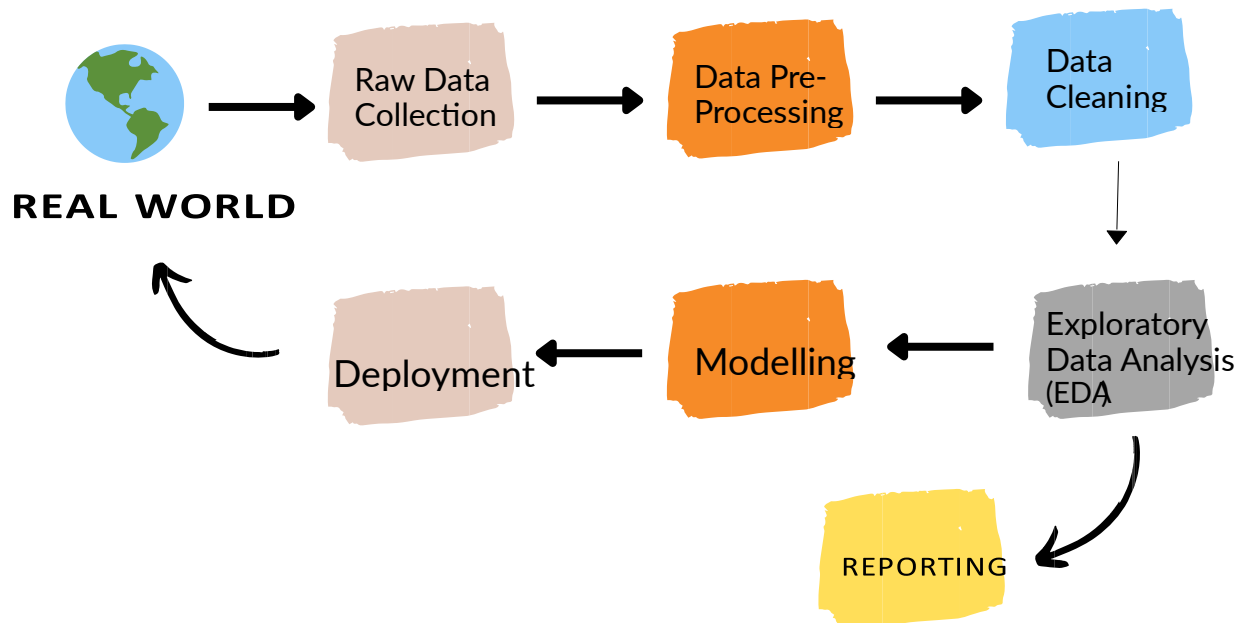 Raw Data
Collection
Data Pre-
Processing
Data
Cleaning
REAL WORLD
Exploratory
Data Analysis
(EDA)
Modelling
Deployment
REPORTING